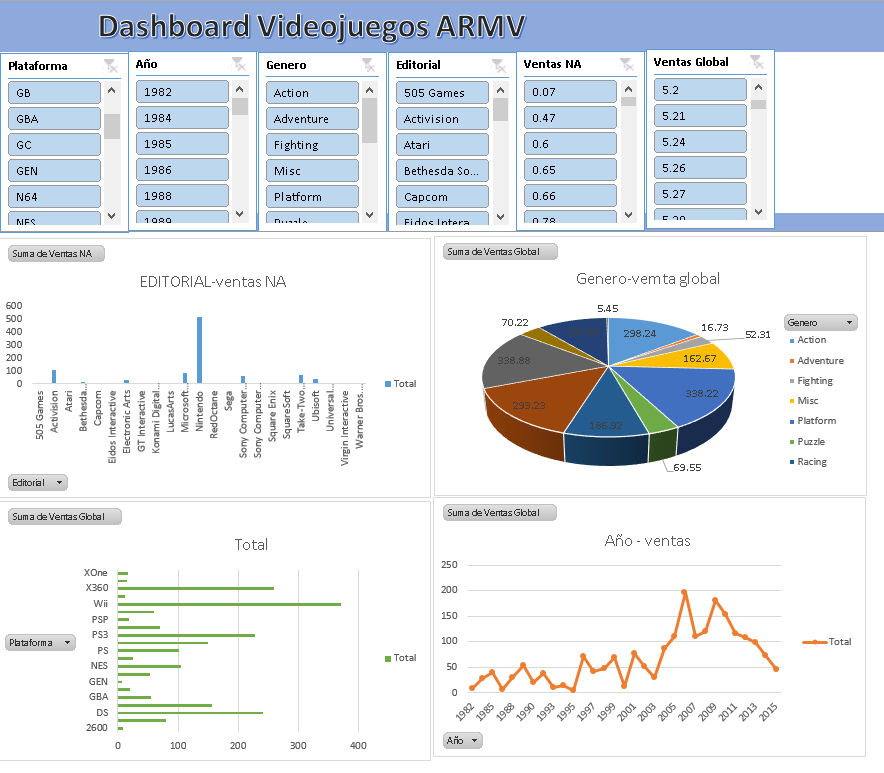 Dashboard Videojuegos ARMV
Plataforma
GB
GBA
GC
GEN
N64
NES
Año
1982
1984
1985
1986
1988
1989
Genero
Action
Adventure
Fighting
Misc
Platform
Puzzle
Editorial
505 Games
Activision
Atari
Bethesda So...
Capcom
Eidos Intera
Ventas NA
0.07
0.47
0.6
0.65
0.66
0.78
Ventas Global
5.2
5.21
5.24
5.26
5.27
Suma de Ventas NA
EDITORIAL-ventas NA
600
500
400
300
200
100
0
505 Games
Activision
Atari
Bethesda...
Capcom
Eidos Interactive
Electronic Arts
GT Interactive
Konami Digital...
LucasArts
Microsoft...
Nintendo
RedOctane
Sega
Sony Computer...
Sony Computer...
Square Enix
SquareSoft
Take-Two...
Ubisoft
Universal...
Virgin Interactive
Warner Bros....
Total
Editorial
Suma de Ventas Global
Genero-vemta global
5.45
298.24
16.73
52.31
162.67
338.22
69.55
186.92
233.23
338.88
70.22
Genero
Action
Adventure
Fighting
Misc
Platform
Puzzle
Racing
Suma de Ventas Global
Total
XOne
X360
Wii
PSP
PS3
PS
NES
GEN
GBA
DS
2600
0
100
200
300
400
Plataforma
Total
Suma de Ventas Global
Año - ventas
250
200
150
100
50
0
1982
1985
1988
1990
1993
1995
1997
1999
2001
2003
2005
2007
2009
2011
2013
2015
Total
Año